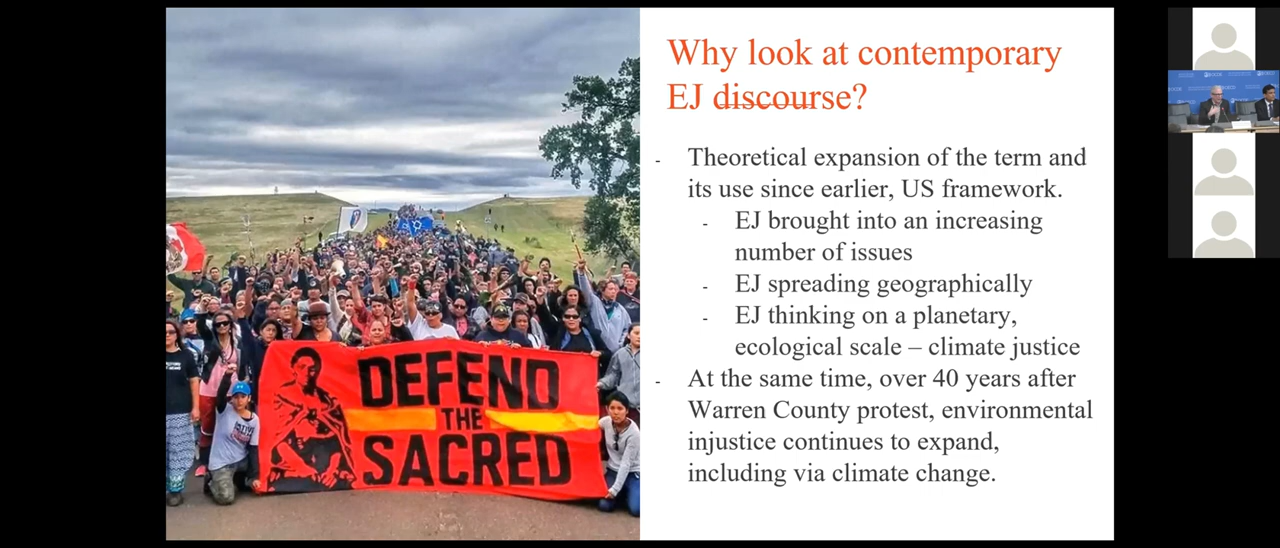 Why look at contemporary
EJ discourse?
- Theoretical expansion of the term and
its use since earlier, US framework.
- EJ brought into an increasing
number of issues
- EJ spreading geographically
- EJ thinking on a planetary,
ecological scale – climate justice
- At the same time, over 40 years after
Warren County protest, environmental
injustice continues to expand,
including via climate change.
DEFEND
THE
SACRED